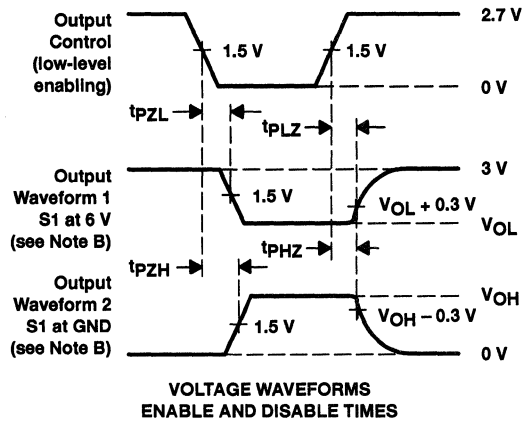 Output
Control
(low-level
enabling)
1.5 V
1.5 V
2.7 V
0 V
tPZL
tPLZ
Output
Waveform 1
S1 at 6 V
(see Note B)
1.5 V
3 V
VOL + 0.3 V
VOL
tPZH
tPHZ
Output
Waveform 2
S1 at GND
(see Note B)
1.5 V
VOH
VOH – 0.3 V
0 V
VOLTAGE WAVEFORMS
ENABLE AND DISABLE TIMES